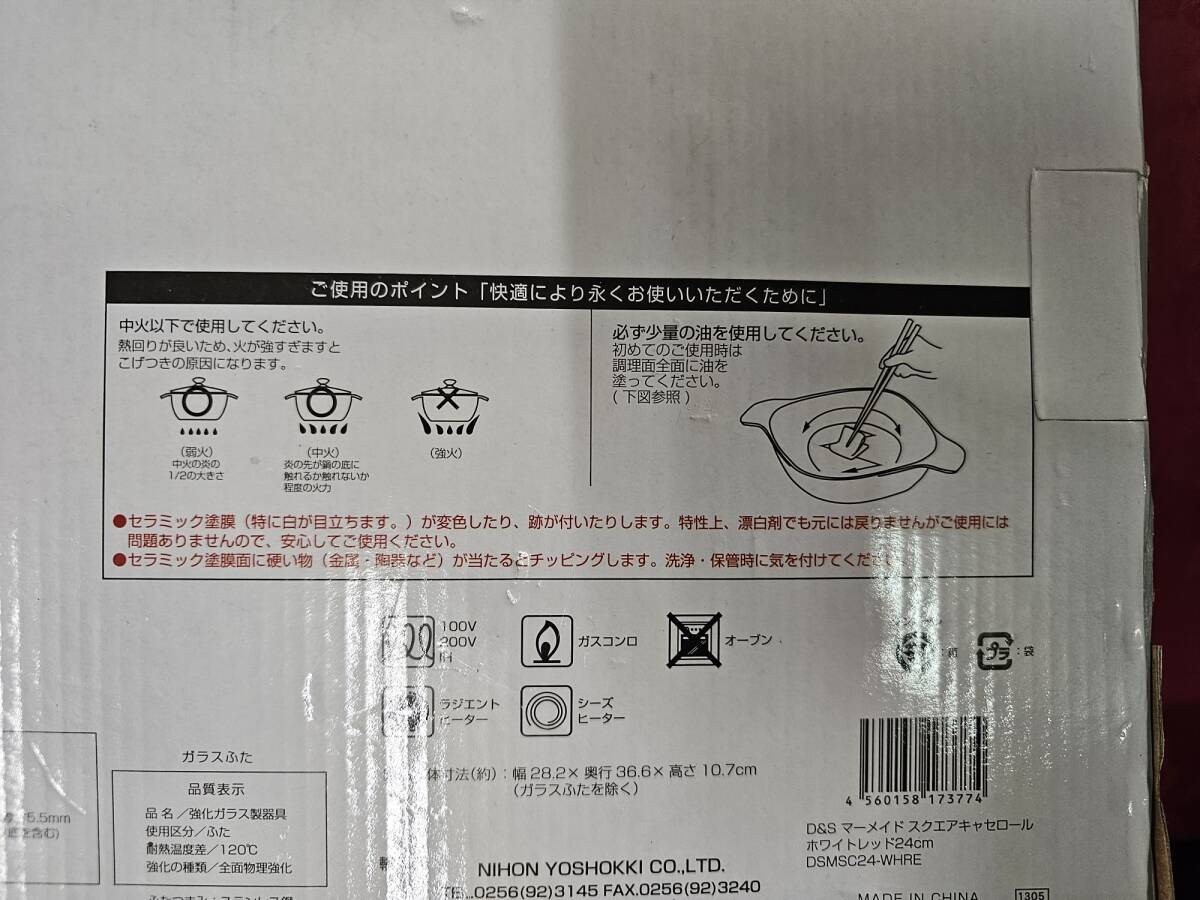 ご使用のポイント「快適により永くお使いいただくために」
中火以下で使用してください。
熱回りが良いため、火が強すぎますと
こげつきの原因になります。
(弱火)
中火の炎の
1/2の大きさ
(中火)
炎の先が鍋の底に
触れるか触れないか
程度の火力
(強火)
必ず少量の油を使用してください。
初めてのご使用時は
調理面全面に油を
塗ってください。
(下図参照)
●セラミック塗膜(特に白が目立ちます。)が変色したり、跡が付いたりします。特性上、漂白剤でも元には戻りませんがご使用には
問題ありませんので、安心してご使用ください。
●セラミック塗膜面に硬い物(金属・陶器など)が当たるとチッピングします。洗浄・保管時に気を付けてくださ
100V
200V
IH
ガスコンロ
オーブン
ラジエント
ヒーター
シーズ
ヒーター
プラ
:袋
体寸法(約):幅28.2×奥行36.6×高さ10.7cm
(ガラスふたを除く)
5.5mm
を含む)
ガラスふた
品質表示
品名/強化ガラス製器具
使用区分/ふた
耐熱温度差/120℃
強化の種類/全面物理強化
4 560158 173774
D&S マーメイド スクエアキャセロール
ホワイトレッド24cm
DSMSC24-WHRE
NIHON YOSHOKKI CO.,LTD.
TEL.0256(92)3145 FAX.0256(92)3240
MADE IN CHINA
1305